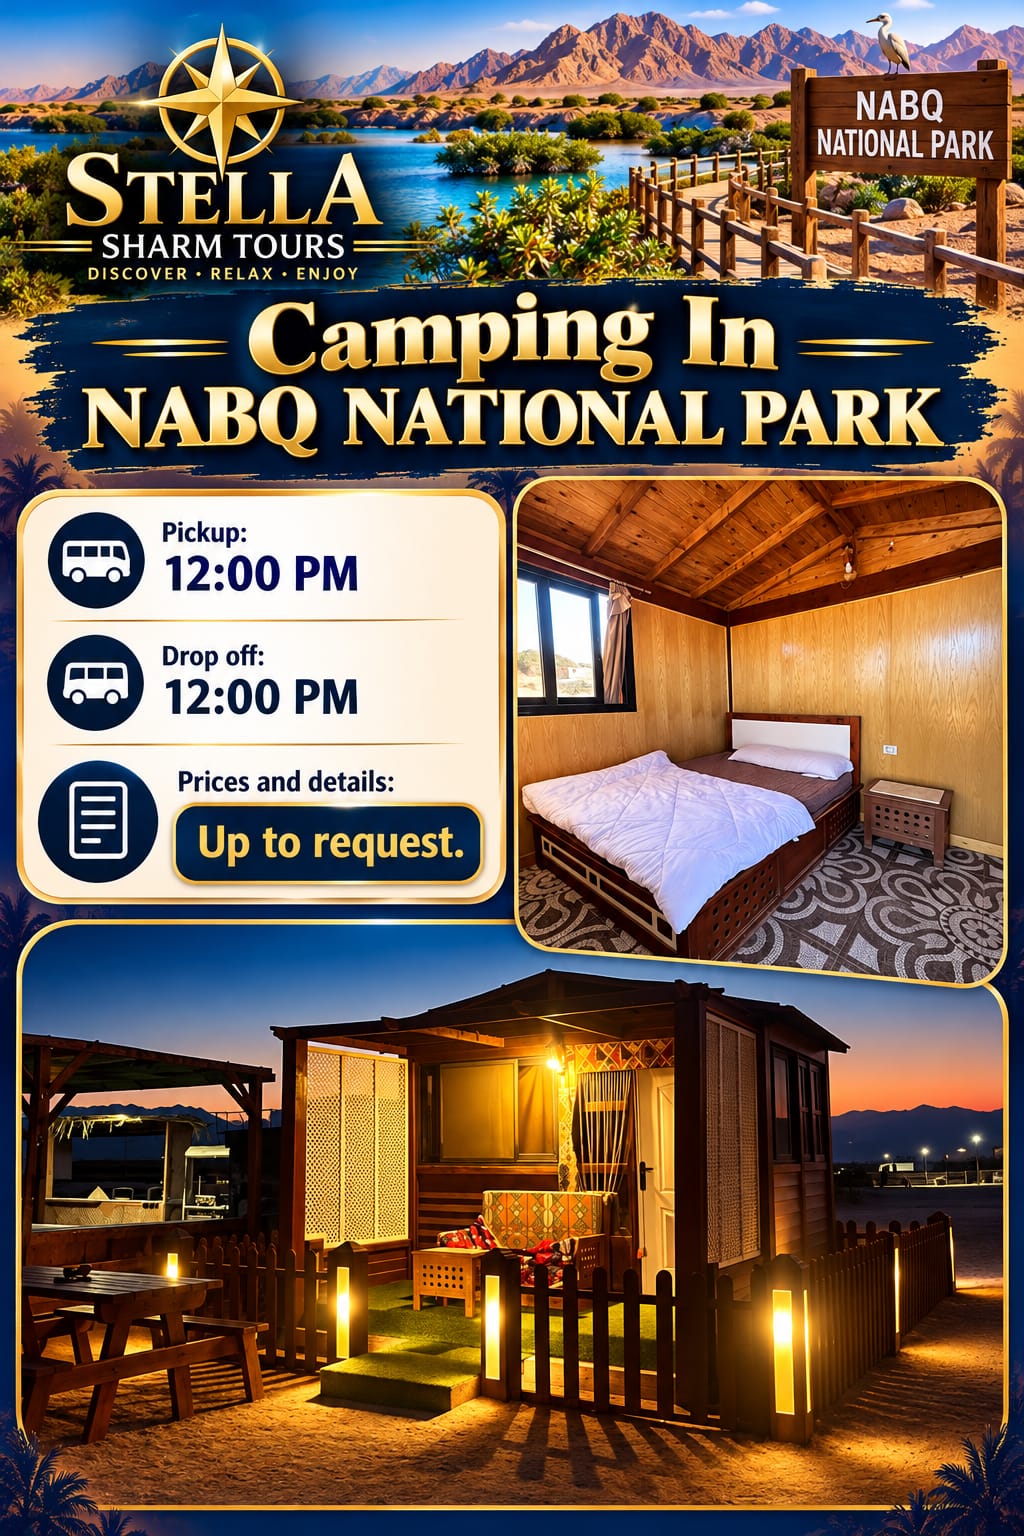 STELLA
SHARM TOURS
DISCOVER · RELAX · ENJOY
NABQ
NATIONAL PARK
Camping In
NABQ NATIONAL PARK
Pickup:
12:00 PM
Drop off:
12:00 PM
Prices and details:
Up to request.